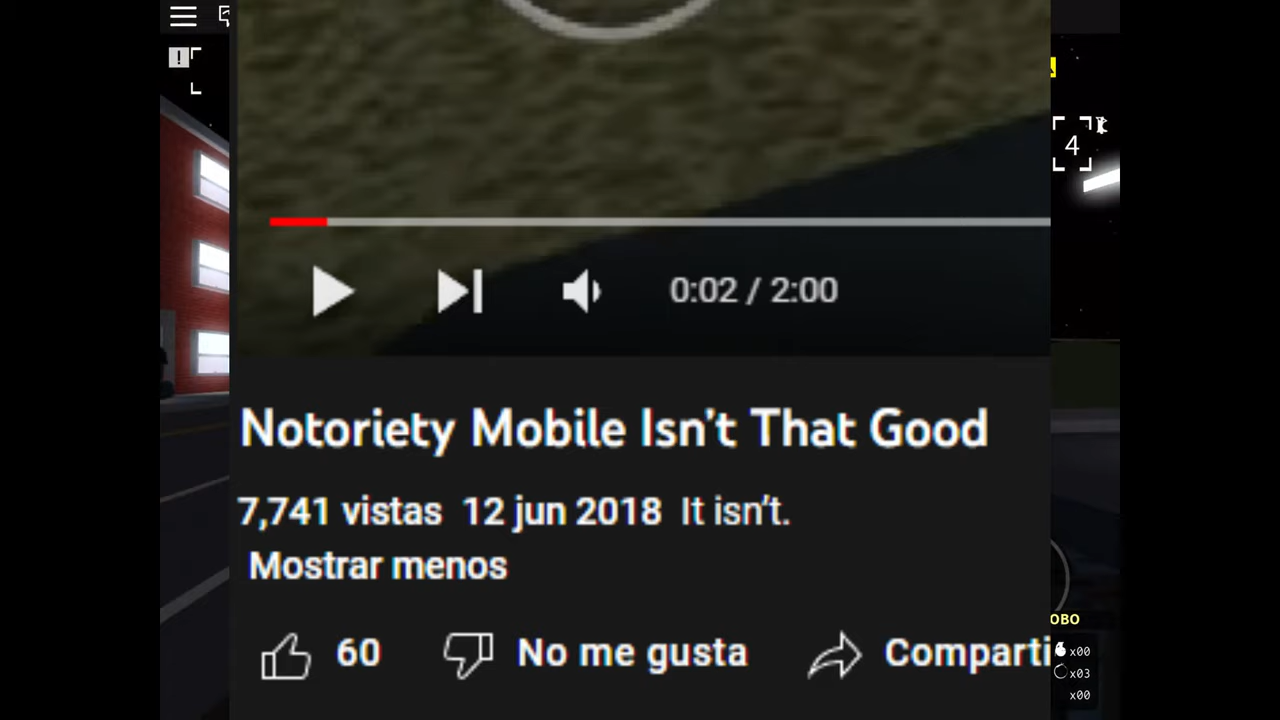 !
4
0:02 / 2:00
Notoriety Mobile Isn't That Good
7,741 vistas 12 jun 2018 It isn't.
Mostrar menos
60 No me gusta Comparti
OBO
x00
x03
x00